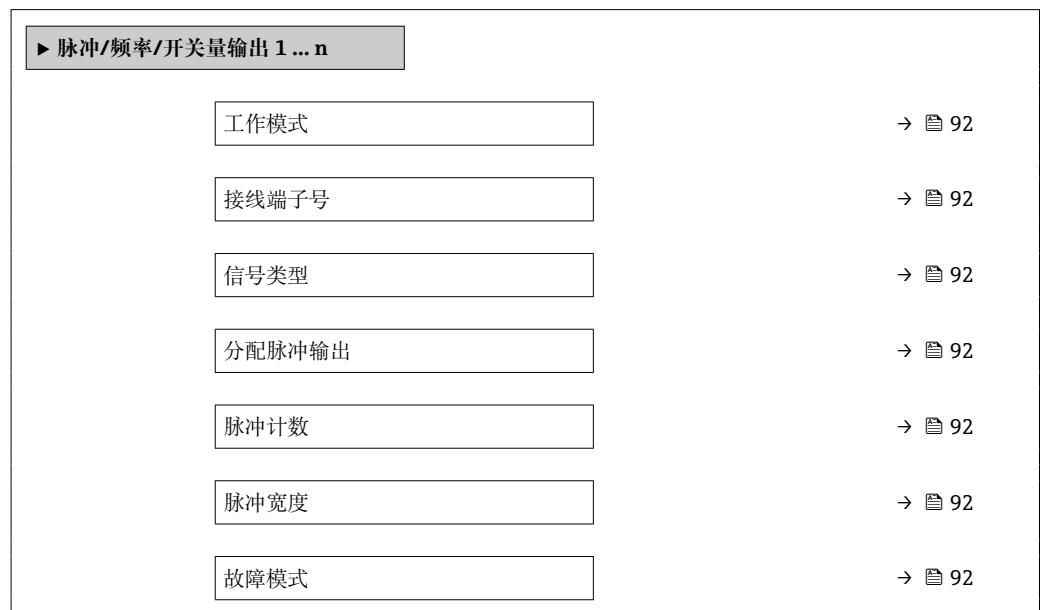 ▶ 脉冲/频率/开关量输出 1 … n
工作模式 → 92
接线端子号 → 92
信号类型 → 92
分配脉冲输出 → 92
脉冲计数 → 92
脉冲宽度 → 92
故障模式 → 92